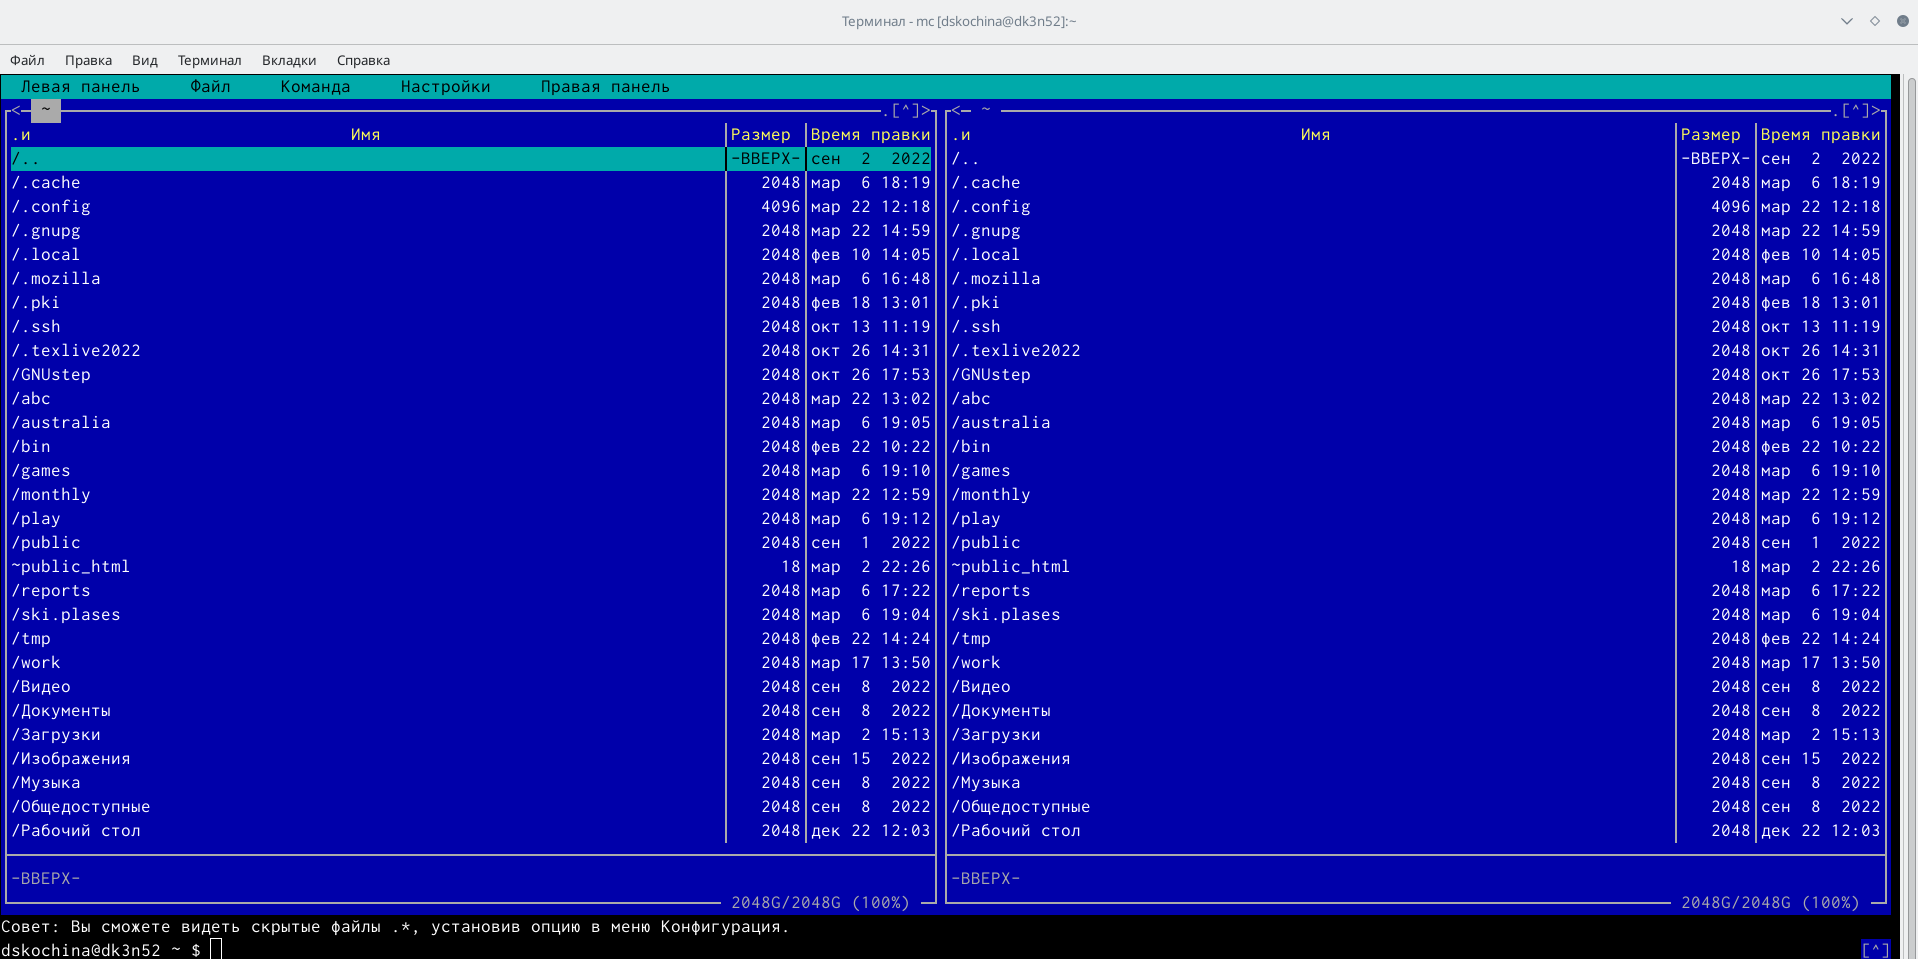 Терминал - mc [dskochina@dk3n52]:~
Файл Правка Вид Терминал Вкладки Справка
Левая панель Файл Команда Настройки Правая панель
<- ~ .[^]> <- ~ .[^]>
.и Имя Размер Время правки .и Имя Размер Время правки
/.. -ВВЕРХ- сен 2 2022 /.. -ВВЕРХ- сен 2 2022
/.cache 2048 мар 6 18:19 /.cache 2048 мар 6 18:19
/.config 4096 мар 22 12:18 /.config 4096 мар 22 12:18
/.gnupg 2048 мар 22 14:59 /.gnupg 2048 мар 22 14:59
/.local 2048 фев 10 14:05 /.local 2048 фев 10 14:05
/.mozilla 2048 мар 6 16:48 /.mozilla 2048 мар 6 16:48
/.pki 2048 фев 18 13:01 /.pki 2048 фев 18 13:01
/.ssh 2048 окт 13 11:19 /.ssh 2048 окт 13 11:19
/.texlive2022 2048 окт 26 14:31 /.texlive2022 2048 окт 26 14:31
/GNUstep 2048 окт 26 17:53 /GNUstep 2048 окт 26 17:53
/abc 2048 мар 22 13:02 /abc 2048 мар 22 13:02
/australia 2048 мар 6 19:05 /australia 2048 мар 6 19:05
/bin 2048 фев 22 10:22 /bin 2048 фев 22 10:22
/games 2048 мар 6 19:10 /games 2048 мар 6 19:10
/monthly 2048 мар 22 12:59 /monthly 2048 мар 22 12:59
/play 2048 мар 6 19:12 /play 2048 мар 6 19:12
/public 2048 сен 1 2022 /public 2048 сен 1 2022
~public_html 18 мар 2 22:26 ~public_html 18 мар 2 22:26
/reports 2048 мар 6 17:22 /reports 2048 мар 6 17:22
/ski.plases 2048 мар 6 19:04 /ski.plases 2048 мар 6 19:04
/tmp 2048 фев 22 14:24 /tmp 2048 фев 22 14:24
/work 2048 мар 17 13:50 /work 2048 мар 17 13:50
/Видео 2048 сен 8 2022 /Видео 2048 сен 8 2022
/Документы 2048 сен 8 2022 /Документы 2048 сен 8 2022
/Загрузки 2048 мар 2 15:13 /Загрузки 2048 мар 2 15:13
/Изображения 2048 сен 15 2022 /Изображения 2048 сен 15 2022
/Музыка 2048 сен 8 2022 /Музыка 2048 сен 8 2022
/Общедоступные 2048 сен 8 2022 /Общедоступные 2048 сен 8 2022
/Рабочий стол 2048 дек 22 12:03 /Рабочий стол 2048 дек 22 12:03
-ВВЕРХ- -ВВЕРХ-
2048G/2048G (100%) 2048G/2048G (100%)
Совет: Вы сможете видеть скрытые файлы .*, установив опцию в меню Конфигурация.
dskochina@dk3n52 ~ $ [^]